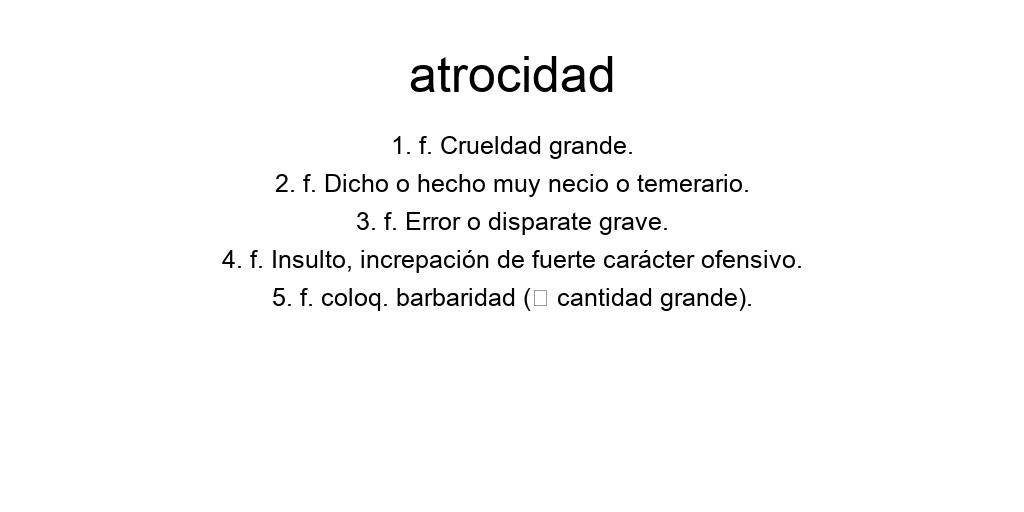 atrocidad
1. f. Crueldad grande.
2. f. Dicho o hecho muy necio o temerario.
3. f. Error o disparate grave.
4. f. Insulto, increpación de fuerte carácter ofensivo.
5. f. coloq. barbaridad (□ cantidad grande).